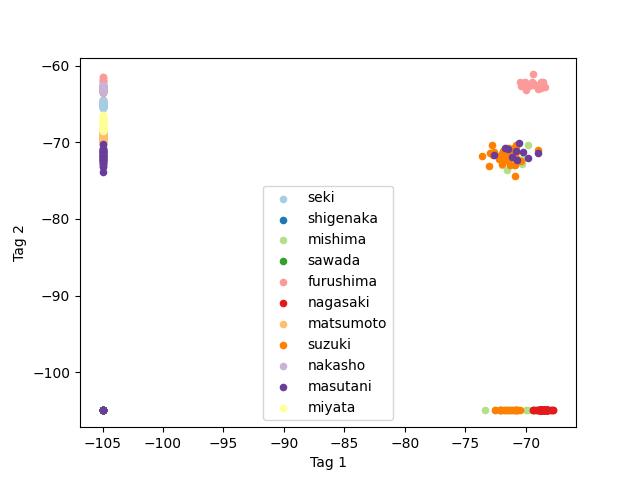 −60
−70
−80
−90
−100
Tag 2
seki
shigenaka
mishima
sawada
furushima
nagasaki
matsumoto
suzuki
nakasho
masutani
miyata
−105 −100 −95 −90 −85 −80 −75 −70
Tag 1